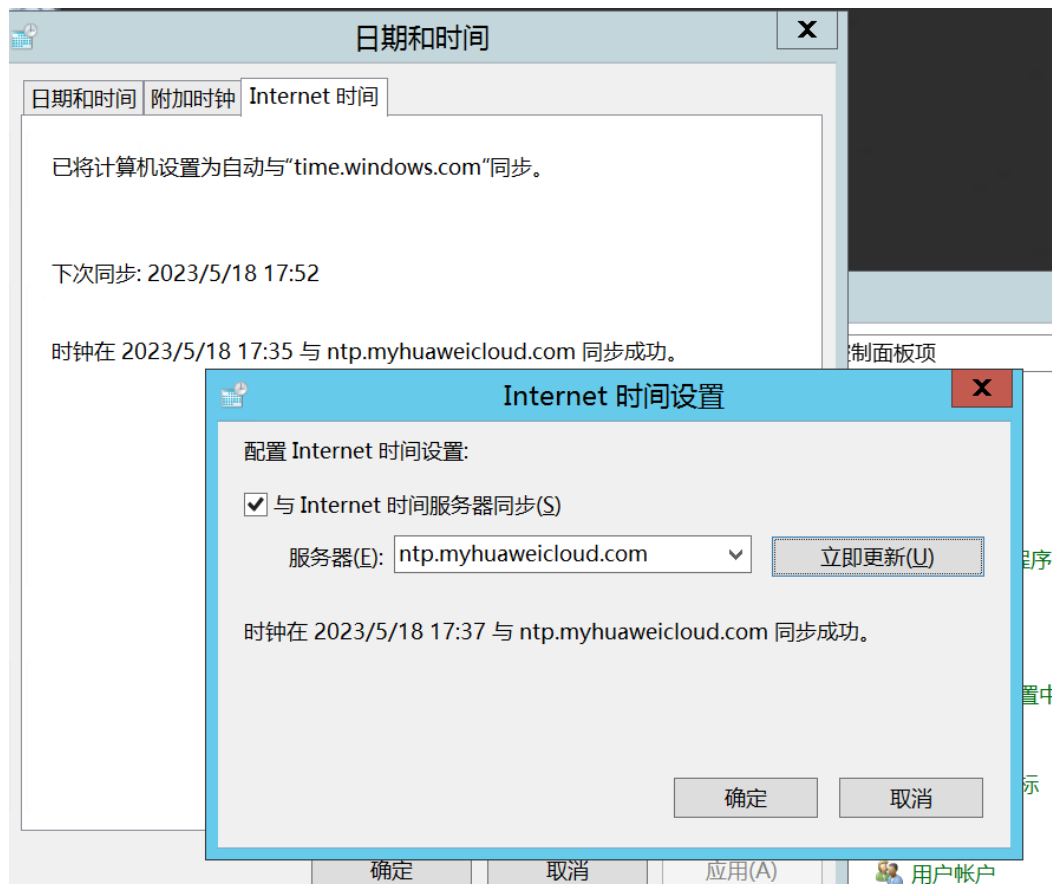 日期和时间
日期和时间 附加时钟 Internet 时间
已将计算机设置为自动与“time.windows.com”同步。
下次同步: 2023/5/18 17:52
时钟在 2023/5/18 17:35 与 ntp.myhuaweicloud.com 同步成功。
制面板项
Internet 时间设置
配置 Internet 时间设置:
与 Internet 时间服务器同步(S)
服务器(E): ntp.myhuaweicloud.com 立即更新(U)
程序
时钟在 2023/5/18 17:37 与 ntp.myhuaweicloud.com 同步成功。
置中
标
确定 取消
确定 取消 应用(A)
用户帐户